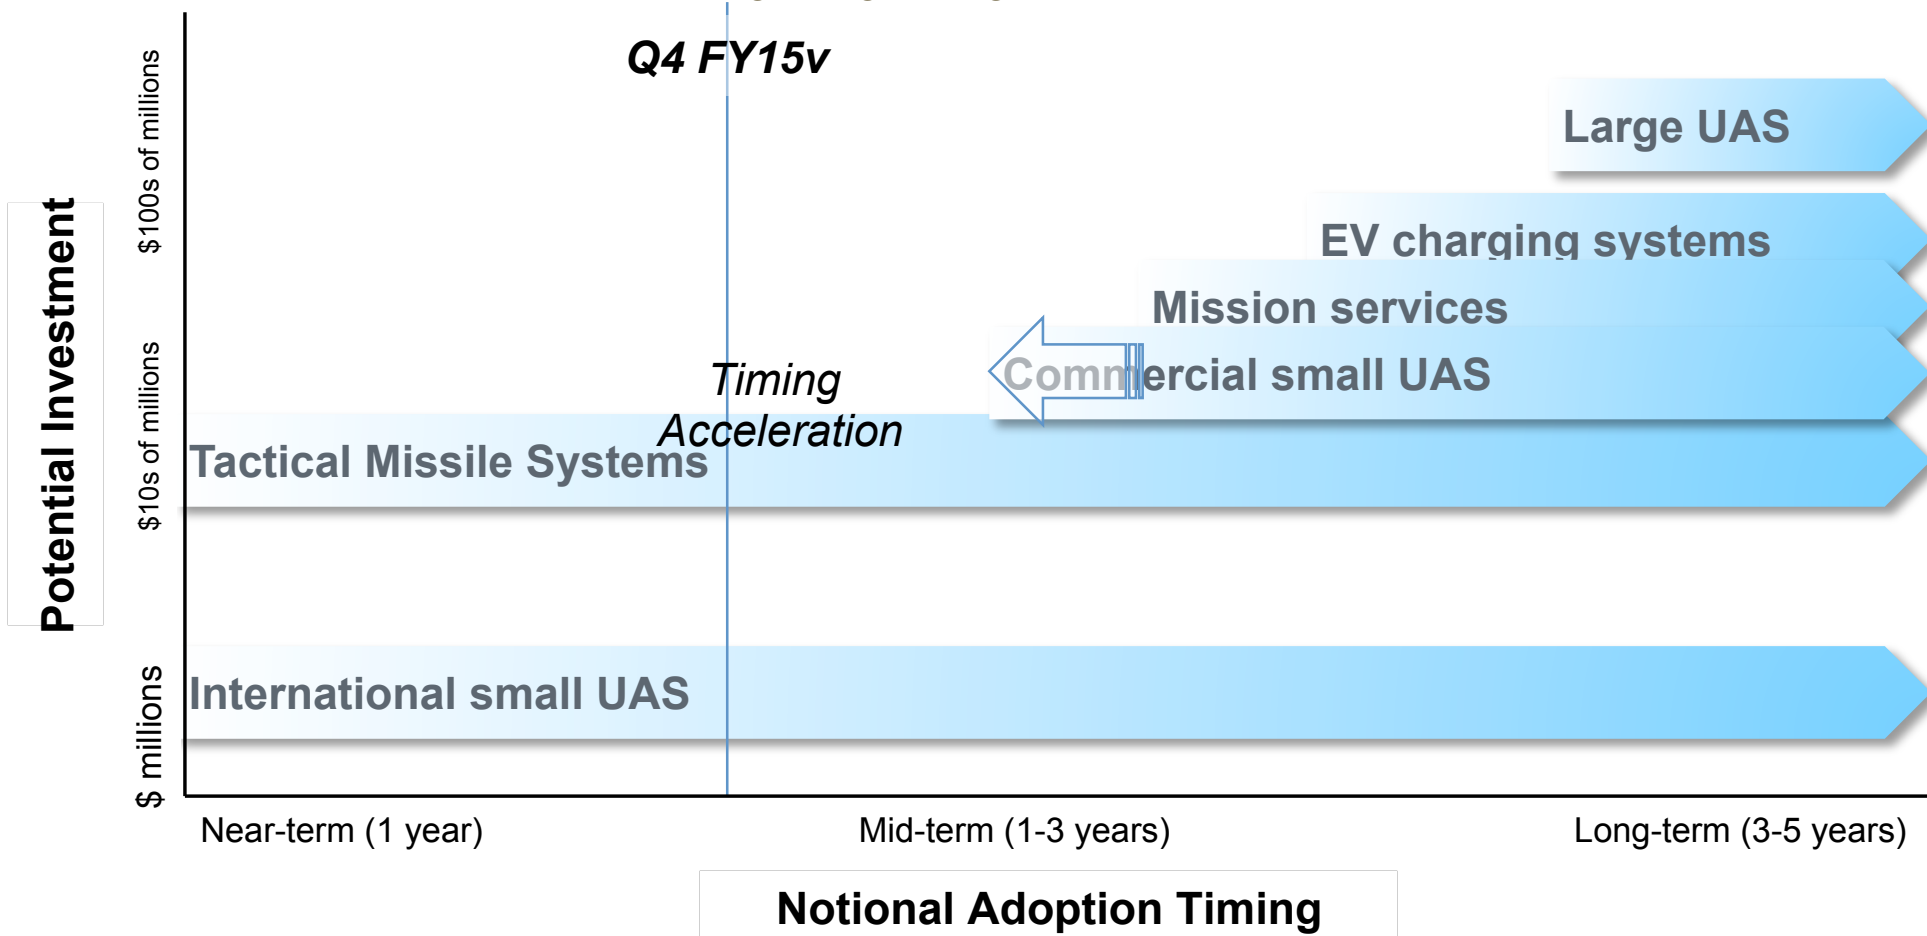 Q4 FY15v
Large UAS
EV charging systems
Mission services
Commercial small UAS
Timing
Acceleration
Tactical Missile Systems
International small UAS
Potential Investment
$100s of millions
$10s of millions
$ millions
Near-term (1 year)
Mid-term (1-3 years)
Long-term (3-5 years)
Notional Adoption Timing